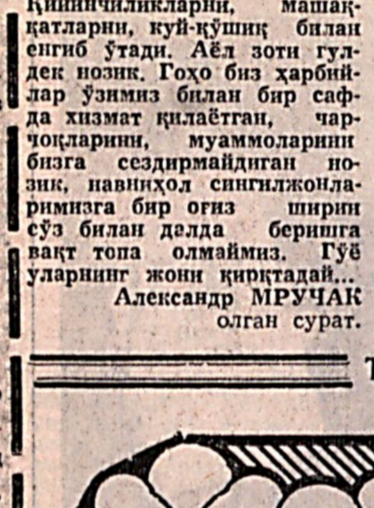 қийинчиликларни, машақ-
қатларни, куй-қўшиқ билан
енгиб ўтади. Аёл зоти гул-
дек нозик. Гоҳо биз ҳарбий-
лар ўзимиз билан бир саф-
да хизмат қилаётган, чар-
чоқларини, муаммоларини
бизга сездирмайдиган но-
зик, навниҳол сингилжонла-
римизга бир оғиз ширин
сўз билан далда беришга
вақт топа олмаймиз. Гўё
уларнинг жони қирқтадай...
Александр МРУЧАК
олган сурат.